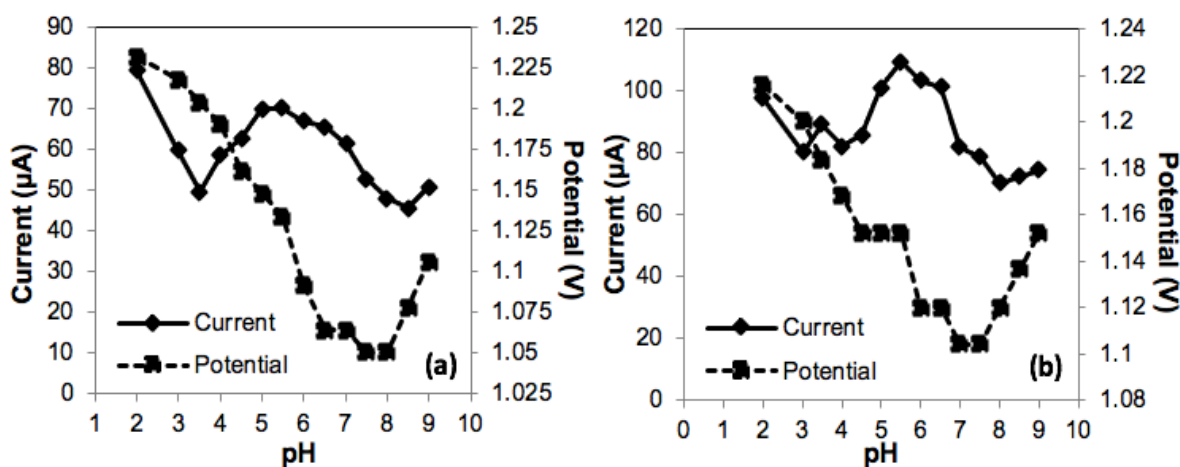 90
80
70
60
50
40
30
20
10
0
Current (µA)
1.25
1.225
1.2
1.175
1.15
1.125
1.1
1.075
1.05
1.025
Potential (V)
Current
Potential
(a)
1 2 3 4 5 6 7 8 9 10
pH
120
100
80
60
40
20
0
Current (µA)
1.24
1.22
1.2
1.18
1.16
1.14
1.12
1.1
1.08
Potential (V)
Current
Potential
(b)
0 1 2 3 4 5 6 7 8 9 10
pH